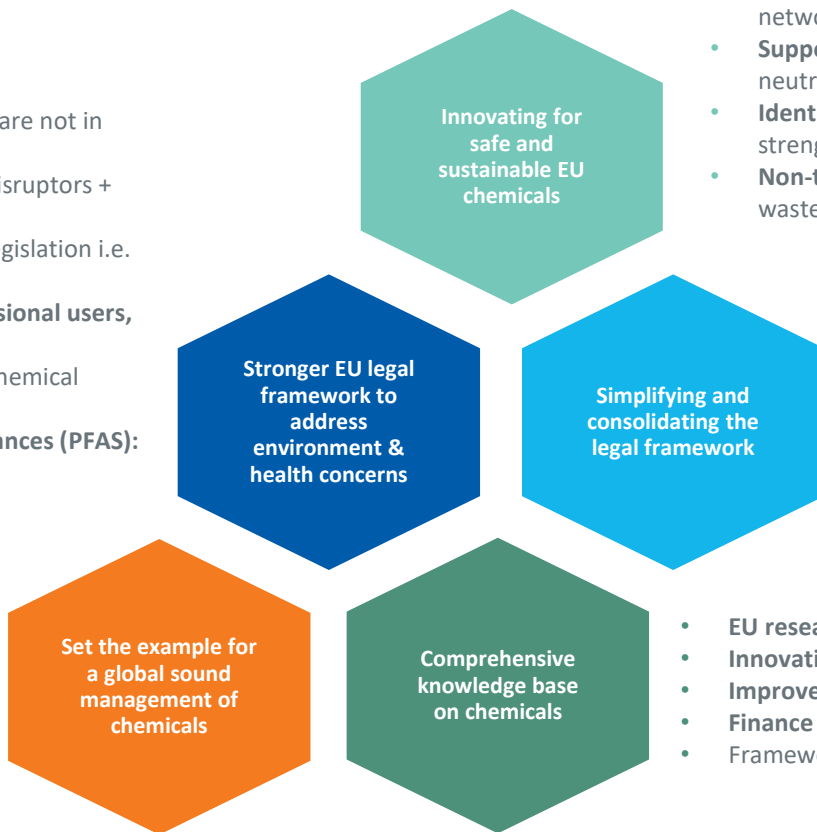 are not in
isruptors +
gislation i.e.
sional users,
hemical
ances (PFAS):
Innovating for
safe and
sustainable EU
chemicals
netwo
• Suppo
neutr
• Ident
streng
• Non-t
waste
Stronger EU legal
framework to
address
environment &
health concerns
Simplifying and
consolidating the
legal framework
Set the example for
a global sound
management of
chemicals
Comprehensive
knowledge base
on chemicals
• EU resea
• Innovati
• Improve
• Finance
• Framewo